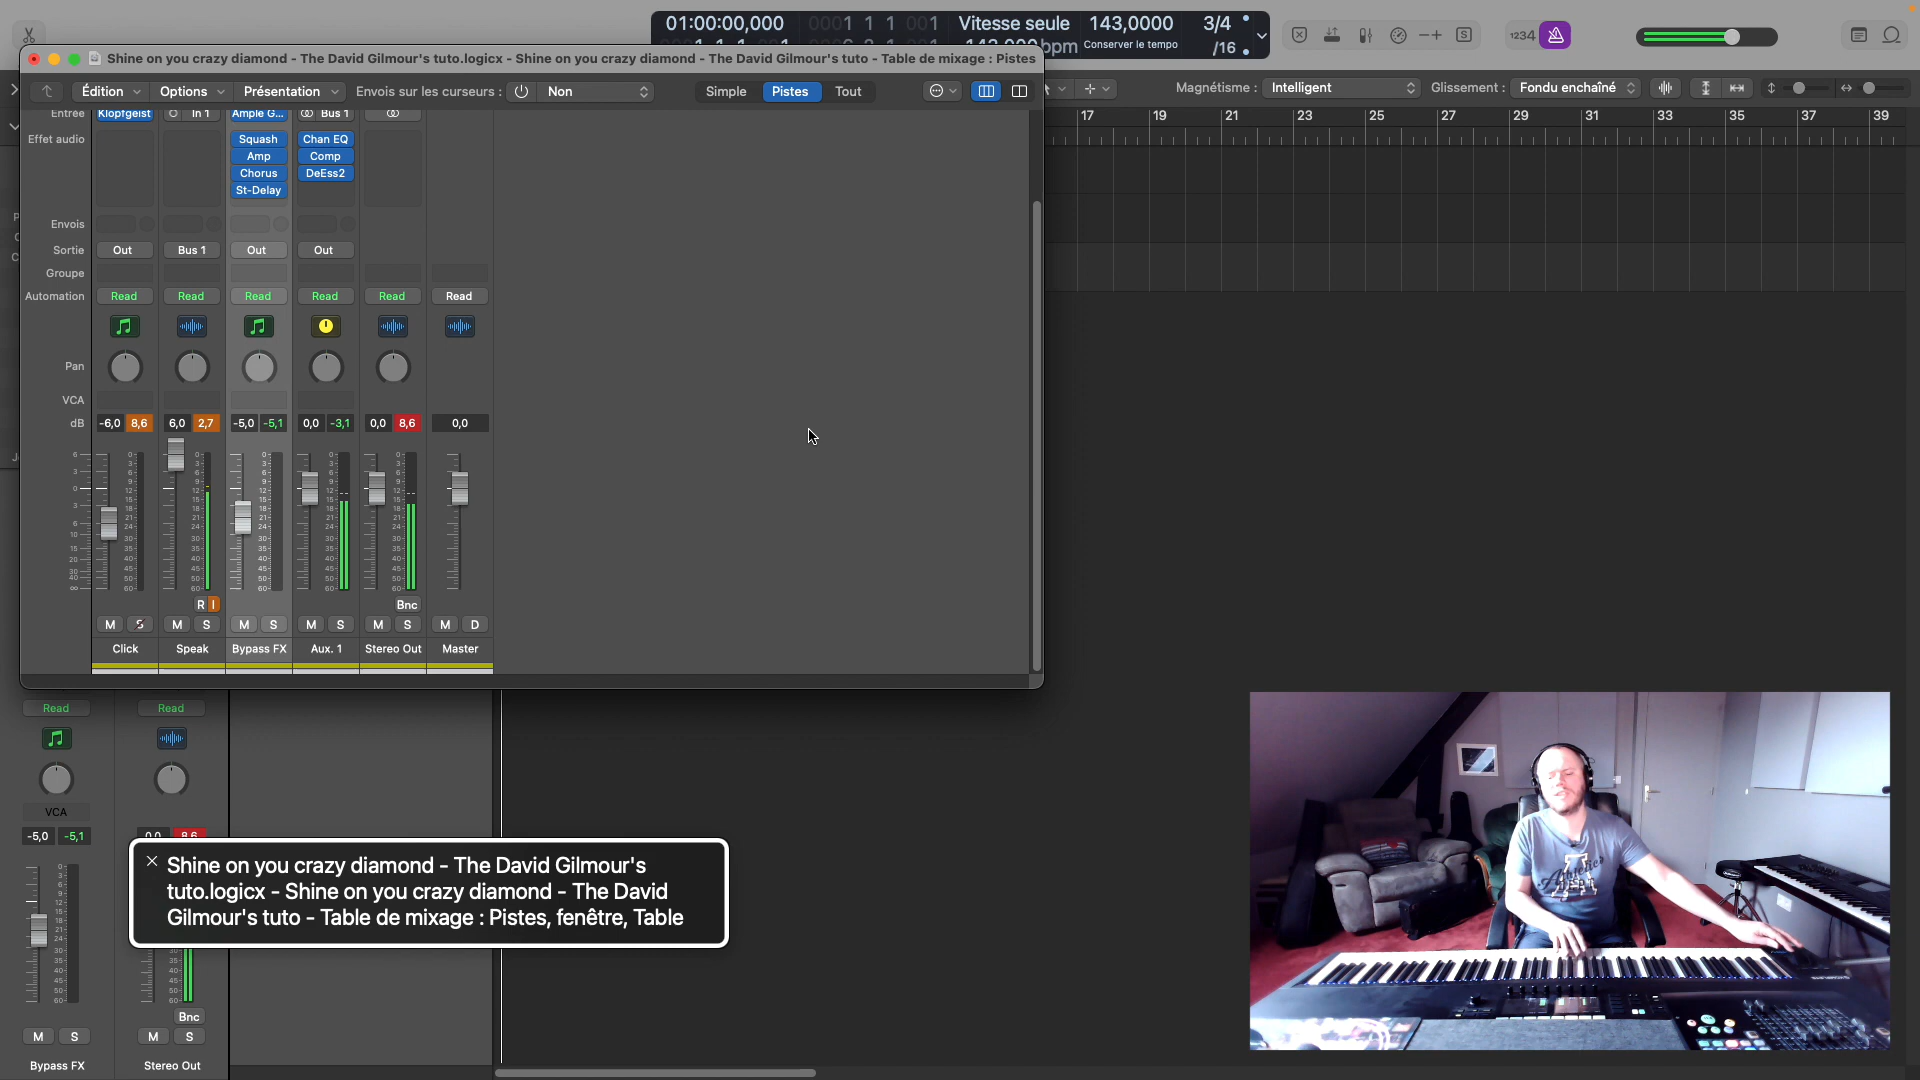 01:00:00,000
0001 1 1 001
Vitesse seule
143,0000
3/4
Conserver le tempo
/16
1234
Shine on you crazy diamond - The David Gilmour's tuto.logicx - Shine on you crazy diamond - The David Gilmour's tuto - Table de mixage : Pistes
Édition Options Présentation Envois sur les curseurs : Non Simple Pistes Tout
Magnétisme : Intelligent Glissement : Fondu enchaîné
17 19 21 23 25 27 29 31 33 35 37 39
Entrée Klopfgeist In 1 Ample G... Bus 1
Effet audio Squash Chan EQ
Amp Comp
Chorus DeEss2
St-Delay
Envois
Sortie Out Bus 1 Out Out
Groupe
Automation Read Read Read Read Read Read
Pan
VCA
dB -6,0 8,6 6,0 2,7 -5,0 -5,1 0,0 -3,1 0,0 8,6 0,0
R I Bnc
M S M S M S M S M S M D
Click Speak Bypass FX Aux. 1 Stereo Out Master
Read Read
VCA
-5,0 -5,1
Shine on you crazy diamond - The David Gilmour's
tuto.logicx - Shine on you crazy diamond - The David
Gilmour's tuto - Table de mixage : Pistes, fenêtre, Table
Bnc
M S M S
Bypass FX Stereo Out